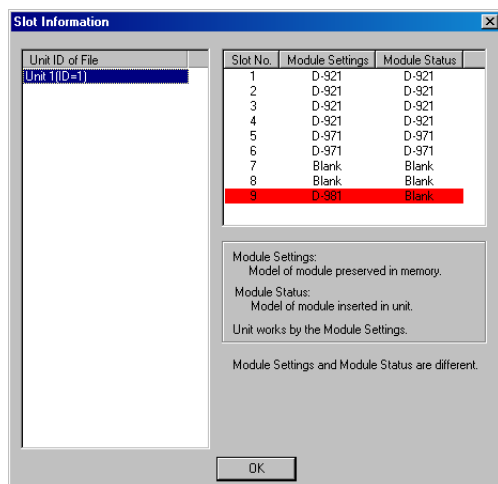 Slot Information
Unit ID of File
Unit 1(ID=1)
Slot No. Module Settings Module Status
1 D-921 D-921
2 D-921 D-921
3 D-921 D-921
4 D-921 D-921
5 D-971 D-971
6 D-971 D-971
7 Blank Blank
8 Blank Blank
9 D-981 Blank
Module Settings:
Model of module preserved in memory.
Module Status:
Model of module inserted in unit.
Unit works by the Module Settings.
Module Settings and Module Status are different.
OK